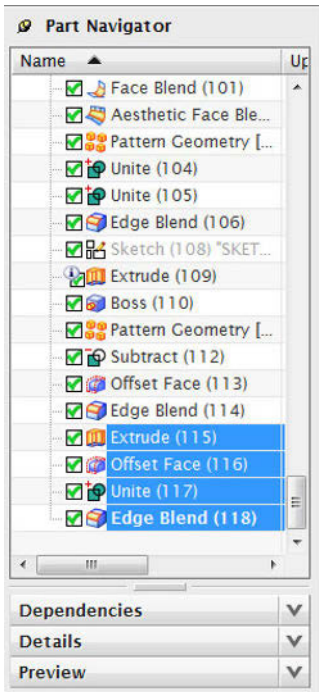 Part Navigator
Name Up
Face Blend (101)
Aesthetic Face Ble...
Pattern Geometry [...
Unite (104)
Unite (105)
Edge Blend (106)
Sketch (108) "SKET...
Extrude (109)
Boss (110)
Pattern Geometry [...
Subtract (112)
Offset Face (113)
Edge Blend (114)
Extrude (115)
Offset Face (116)
Unite (117)
Edge Blend (118)
Dependencies
Details
Preview